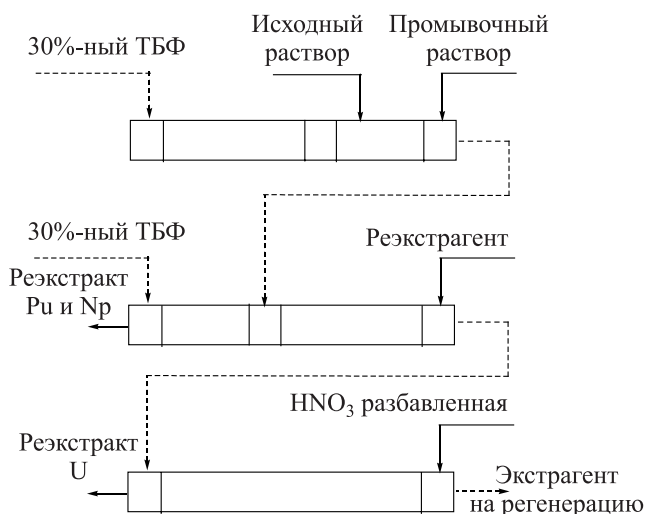 30%-ный ТБФ
Исходный
раствор
Промывочный
раствор
30%-ный ТБФ
Реэкстракт
Pu и Np
Реэкстрагент
HNO₃ разбавленная
Реэкстракт
U
Экстрагент
на регенерацию